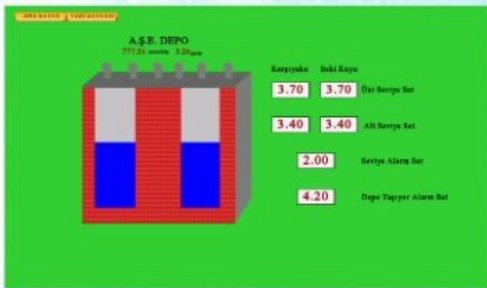 A.Ş.E. DEPO
Karşıyaka Beki Kuyu
3.70 3.70 Üst Seviye Set
3.40 3.40 Alt Seviye Set
2.00 Seviye Alarm Set
4.20 Depo Taşıyor Alarm Set